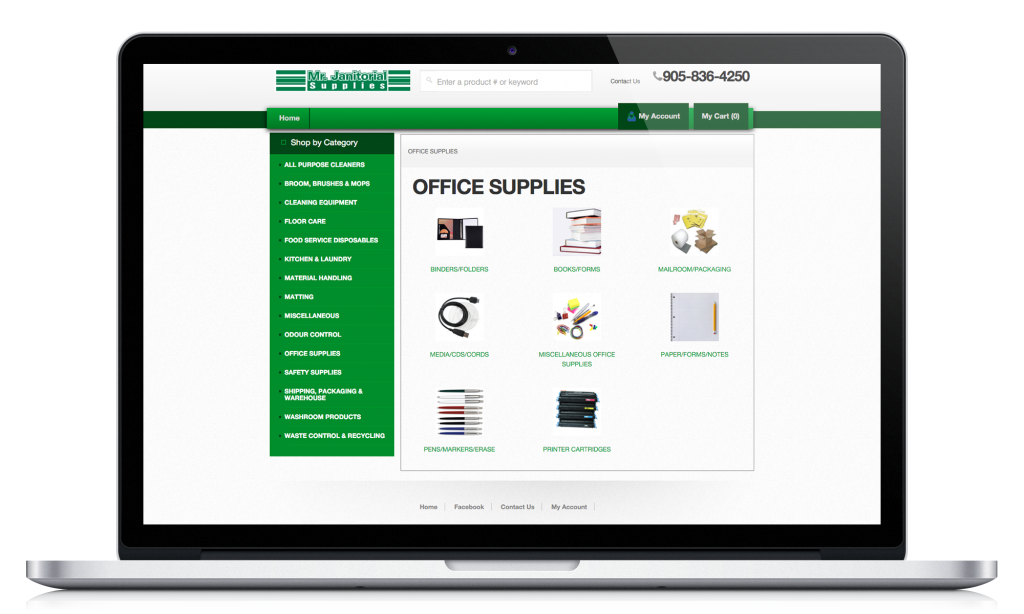 Mr. Janitorial
Supplies
Enter a product # or keyword
Contact Us
905-836-4250
Home
My Account
My Cart (0)
Shop by Category
ALL PURPOSE CLEANERS
BROOM, BRUSHES & MOPS
CLEANING EQUIPMENT
FLOOR CARE
FOOD SERVICE DISPOSABLES
KITCHEN & LAUNDRY
MATERIAL HANDLING
MATTING
MISCELLANEOUS
ODOUR CONTROL
OFFICE SUPPLIES
SAFETY SUPPLIES
SHIPPING, PACKAGING &
WAREHOUSE
WASHROOM PRODUCTS
WASTE CONTROL & RECYCLING
OFFICE SUPPLIES
OFFICE SUPPLIES
BINDERS/FOLDERS
BOOKS/FORMS
MAILROOM/PACKAGING
MEDIA/CDS/CORDS
MISCELLANEOUS OFFICE
SUPPLIES
PAPER/FORMS/NOTES
PENS/MARKERS/ERASE
PRINTER CARTRIDGES
Home
Facebook
Contact Us
My Account